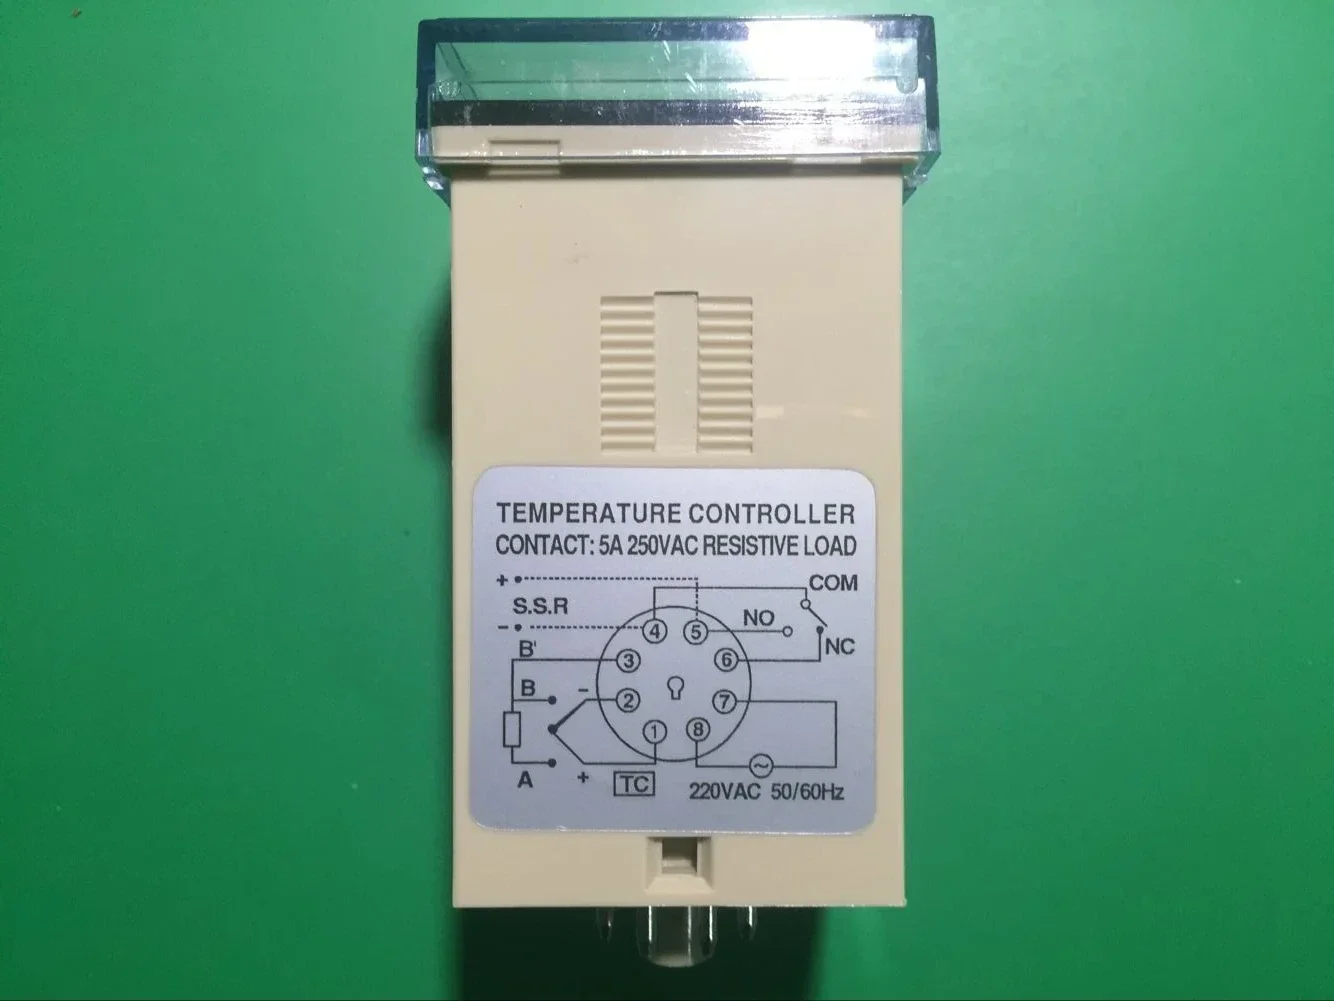 TEMPERATURE CONTROLLER
CONTACT: 5A 250VAC RESISTIVE LOAD
+
COM
S.S.R
-
4
5
NO
B'
3
6
NC
B
-
2
7
1
8
A
+
TC
~
220VAC 50/60Hz